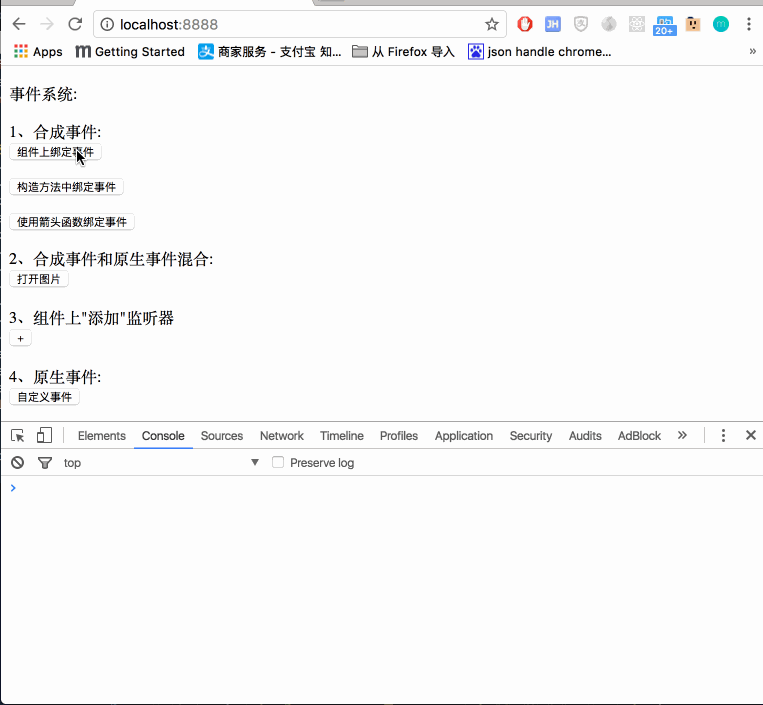 localhost:8888
JH
20+
m
Apps
Getting Started
商家服务 - 支付宝 知...
从 Firefox 导入
json handle chrome...
»
事件系统:
1、合成事件:
组件上绑定事件
构造方法中绑定事件
使用箭头函数绑定事件
2、合成事件和原生事件混合:
打开图片
3、组件上"添加"监听器
+
4、原生事件:
自定义事件
Elements Console Sources Network Timeline Profiles Application Security Audits AdBlock »
top Preserve log